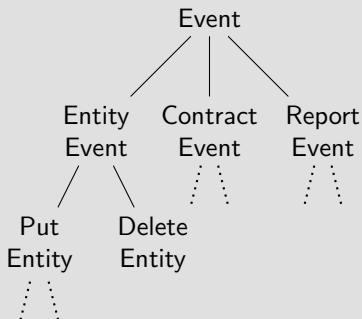 Event
Entity Contract Report
Event Event Event
Put Delete
Entity Entity